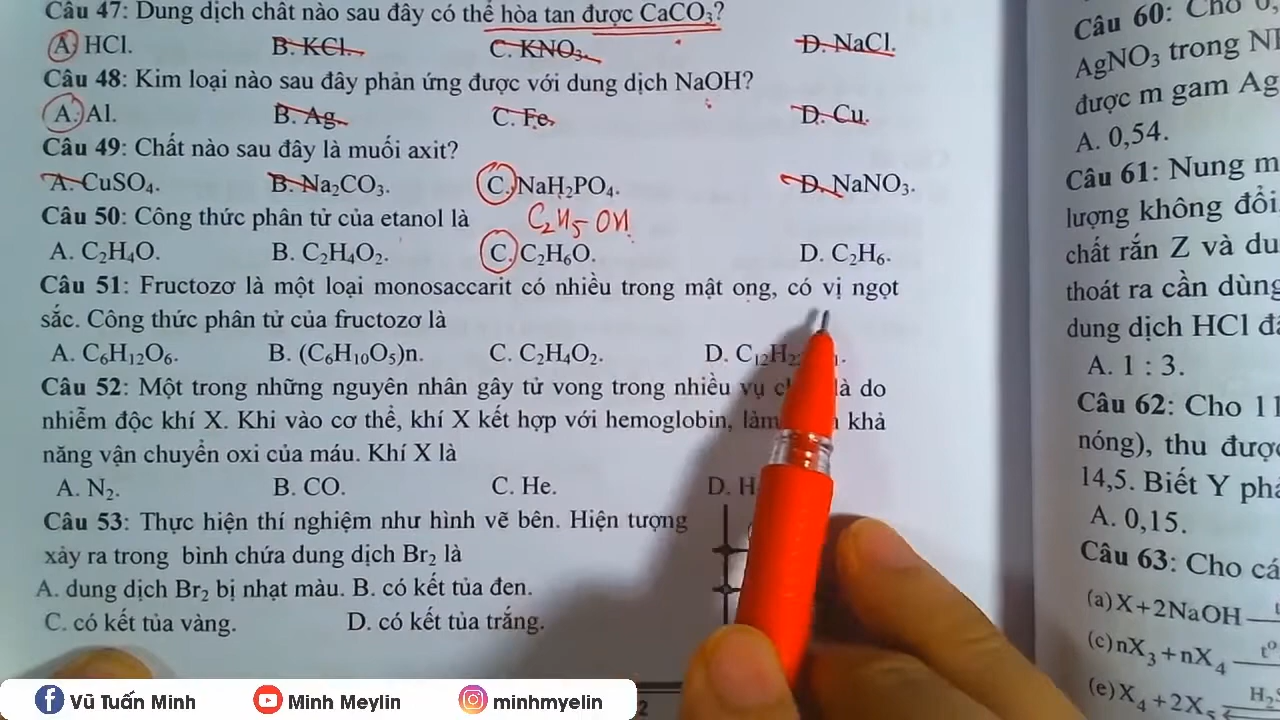 Câu 47: Dung dịch chất nào sau đây có thể hòa tan được CaCO₃?
A. HCl. B. KCl. C. KNO₃. D. NaCl.
Câu 48: Kim loại nào sau đây phản ứng được với dung dịch NaOH?
A. Al. B. Ag. C. Fe. D. Cu.
Câu 49: Chất nào sau đây là muối axit?
A. CuSO₄. B. Na₂CO₃. C. NaH₂PO₄. D. NaNO₃.
Câu 50: Công thức phân tử của etanol là C₂H₅-OH
A. C₂H₄O. B. C₂H₄O₂. C. C₂H₆O. D. C₂H₆.
Câu 51: Fructozơ là một loại monosaccarit có nhiều trong mật ong, có vị ngọt
sắc. Công thức phân tử của fructozơ là
A. C₆H₁₂O₆. B. (C₆H₁₀O₅)n. C. C₂H₄O₂. D. C₁₂H
Câu 52: Một trong những nguyên nhân gây tử vong trong nhiều vụ là do
nhiễm độc khí X. Khi vào cơ thể, khí X kết hợp với hemoglobin, khả
năng vận chuyển oxi của máu. Khí X là
A. N₂. B. CO. C. He. D. H
Câu 53: Thực hiện thí nghiệm như hình vẽ bên. Hiện tượng
xảy ra trong bình chứa dung dịch Br₂ là
A. dung dịch Br₂ bị nhạt màu. B. có kết tủa đen.
C. có kết tủa vàng. D. có kết tủa trắng.
2
Câu 60: Cho
AgNO₃ trong
được m gam Ag
A. 0,54.
Câu 61: Nung m
lượng không đổi
chất rắn Z và du
thoát ra cần dùng
dung dịch HCl
A. 1 : 3.
Câu 62: Cho 11
nóng), thu được
14,5. Biết Y
A. 0,15.
Câu 63: Cho
(a)X+2NaOH
(c)nX₃+nX₄ t⁰
(e)X₄+2X₅
Vũ Tuấn Minh Minh Meylin minhmyelin